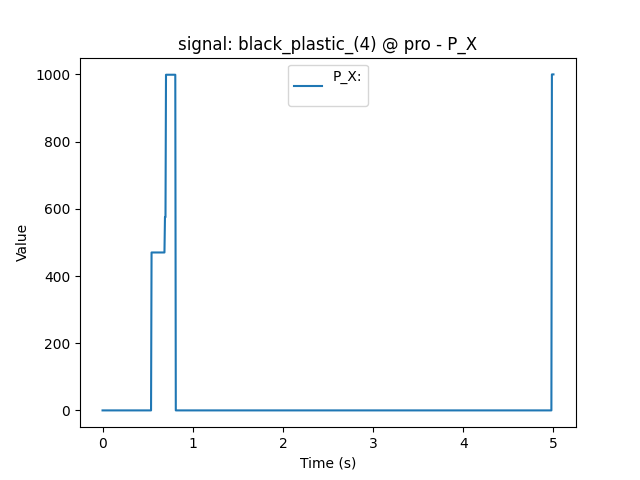 signal: black_plastic_(4) @ pro - P_X
P_X:
1000
800
600
400
200
0
Value
0 1 2 3 4 5
Time (s)